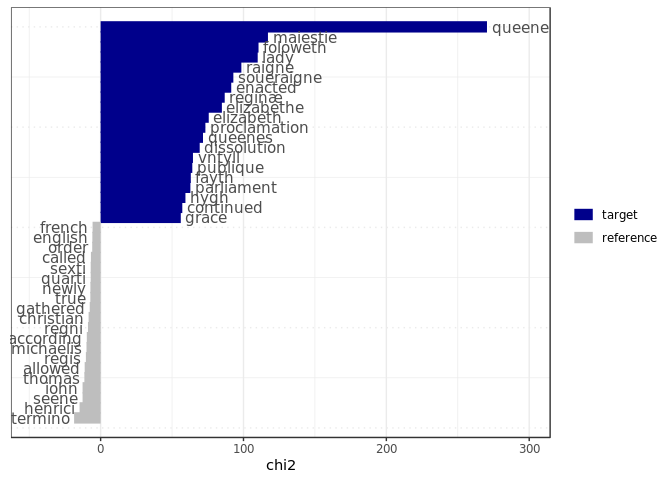 queene
maiestie
foloweth
lady
raigne
soueraigne
enacted
reginæ
elizabethe
elizabeth
proclamation
queenes
dissolution
vntyll
publique
fayth
parliament
hygh
continued
grace
french
english
order
called
sexti
quarti
newly
true
gathered
christian
regni
according
michaelis
regis
allowed
thomas
iohn
seene
henrici
termino
0 100 200 300
chi2
target
reference